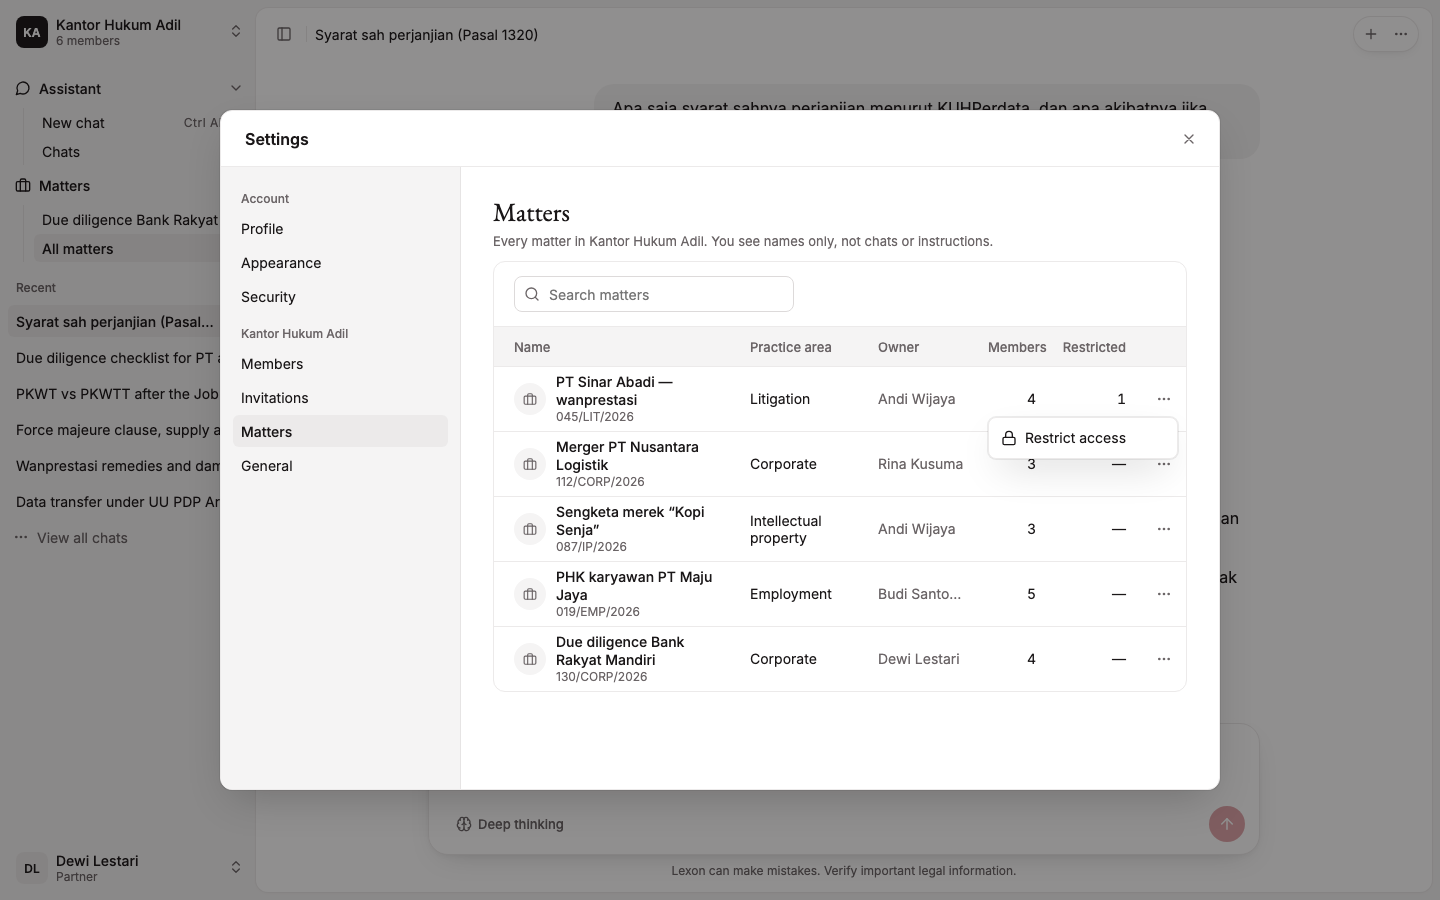 KA
Kantor Hukum Adil
6 members
Assistant
New chat
Ctrl
Chats
Matters
Due diligence Bank Rakyat
All matters
Recent
Syarat sah perjanjian (Pasal...
Due diligence checklist for PT
PKWT vs PKWTT after the Job
Force majeure clause, supply
Wanprestasi remedies and
Data transfer under UU PDP
View all chats
DL
Dewi Lestari
Partner
Syarat sah perjanjian (Pasal 1320)
Apa saja syarat sahnya perjanjian menurut KUHPerdata, dan apa akibatnya jika
Settings
Account
Profile
Appearance
Security
Kantor Hukum Adil
Members
Invitations
Matters
General
Matters
Every matter in Kantor Hukum Adil. You see names only, not chats or instructions.
Search matters
Name Practice area Owner Members Restricted
PT Sinar Abadi —
wanprestasi
045/LIT/2026
Litigation Andi Wijaya 4 1
Restrict access
Merger PT Nusantara
Logistik
112/CORP/2026
Corporate Rina Kusuma 3 —
Sengketa merek “Kopi
Senja”
087/IP/2026
Intellectual
property
Andi Wijaya 3 —
PHK karyawan PT Maju
Jaya
019/EMP/2026
Employment Budi Santo... 5 —
Due diligence Bank
Rakyat Mandiri
130/CORP/2026
Corporate Dewi Lestari 4 —
Deep thinking
Lexon can make mistakes. Verify important legal information.